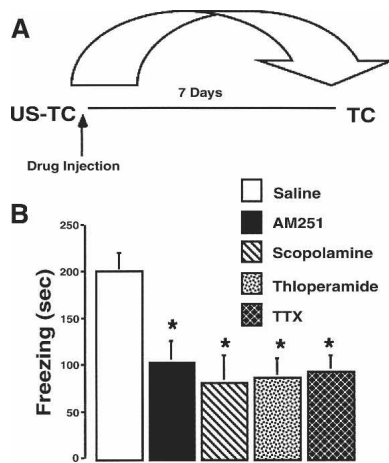 A
7 Days
US-TC
TC
Drug Injection
Saline
B
AM251
Scopolamine
Thloperamide
TTX
Freezing (sec)
250
200
150
100
50
0
*
*
*
*